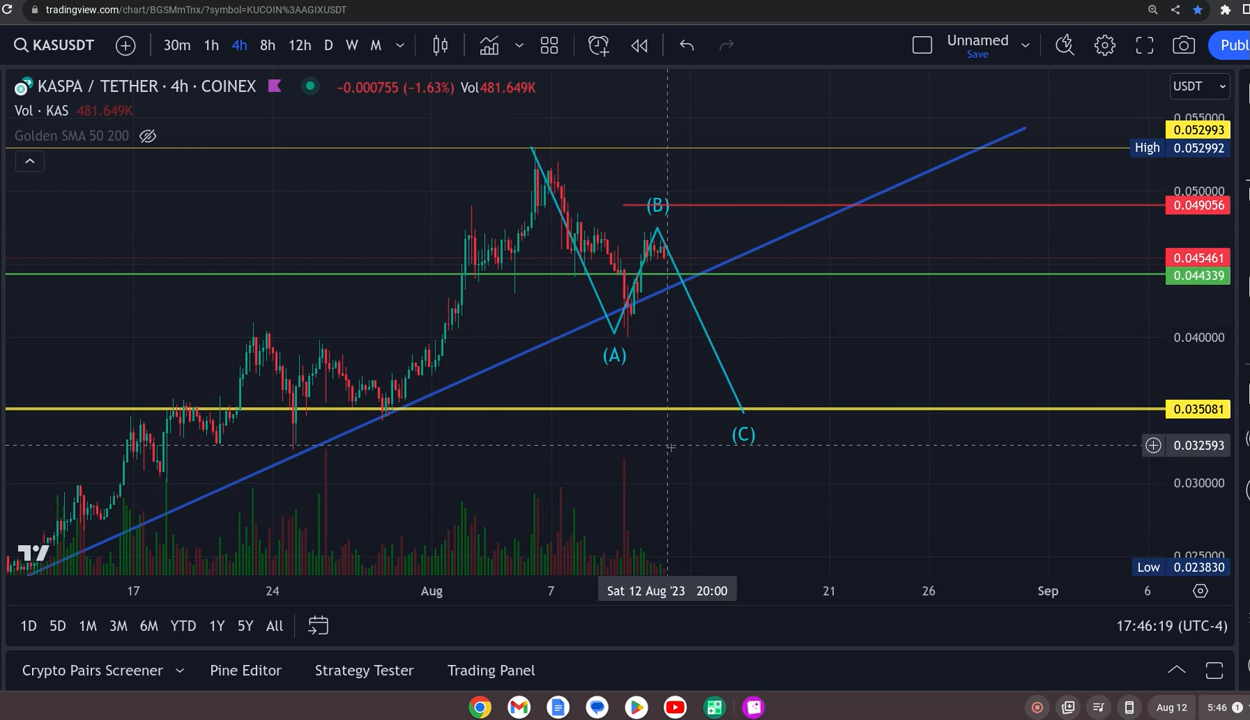 tradingview.com/chart/BGSMmTnx/?symbol=KUCOIN%3AAGIXUSDT
KASUSDT 30m 1h 4h 8h 12h D W M Unnamed Save Publ
KASPA / TETHER · 4h · COINEX −0.000755 (−1.63%) Vol481.649K USDT
Vol · KAS 481.649K
Golden SMA 50 200
0.055000
0.052993
High 0.052992
0.050000
(B) 0.049056
0.045461
0.044339
0.040000
(A)
0.035081
(C)
0.032593
0.030000
0.025000
Low 0.023830
17 24 Aug 7 Sat 12 Aug '23 20:00 21 26 Sep 6
1D 5D 1M 3M 6M YTD 1Y 5Y All 17:46:19 (UTC-4)
Crypto Pairs Screener Pine Editor Strategy Tester Trading Panel
Aug 12 5:46 1